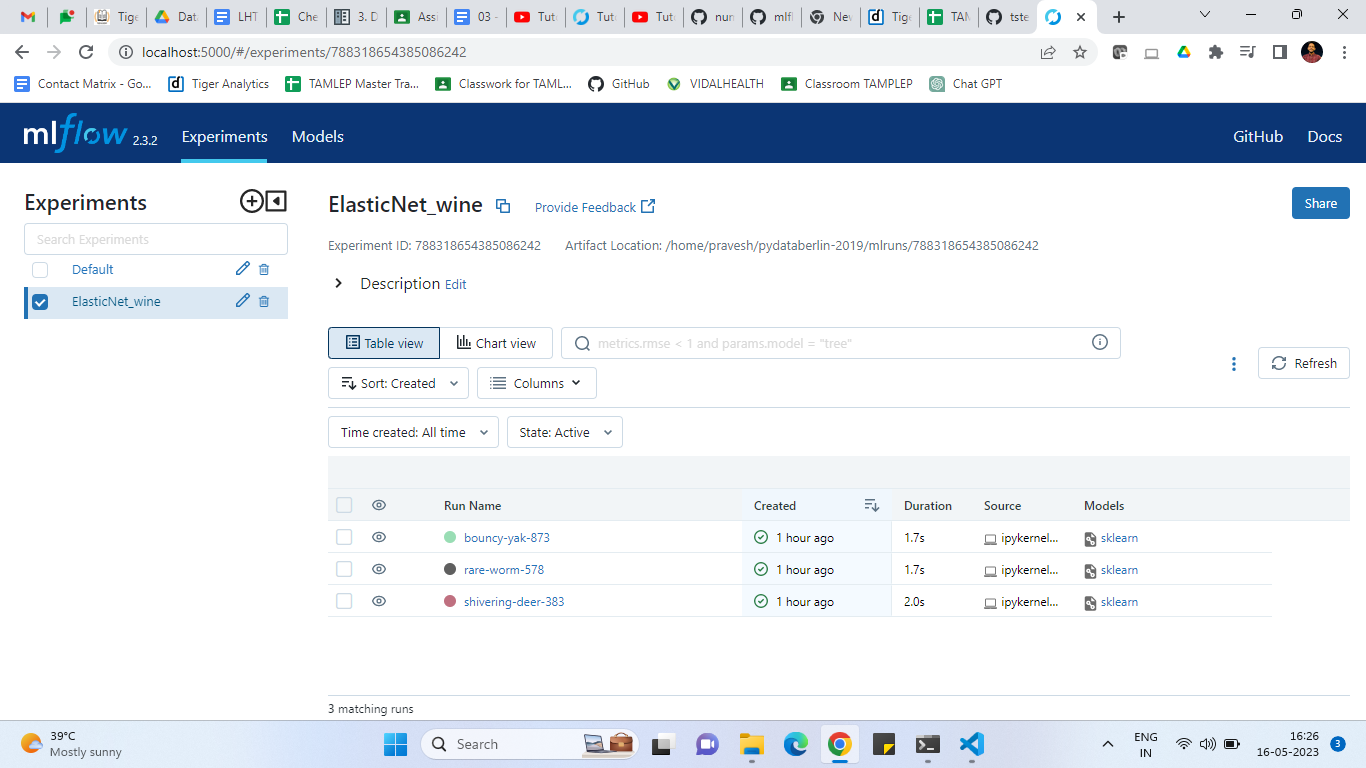 Tige
Dat
LHT
Che
3. D
Assi
03 -
Tut
Tut
Tut
nur
mlf
Nev
Tige
TAM
tste
localhost:5000/#/experiments/788318654385086242
Contact Matrix - Go...
Tiger Analytics
TAMLEP Master Tra...
Classwork for TAML...
GitHub
VIDALHEALTH
Classroom TAMPLEP
Chat GPT
mlflow 2.3.2 Experiments Models GitHub Docs
Experiments
Search Experiments
Default
ElasticNet_wine
ElasticNet_wine Provide Feedback Share
Experiment ID: 788318654385086242 Artifact Location: /home/pravesh/pydataberlin-2019/mlruns/788318654385086242
Description Edit
Table view Chart view metrics.rmse < 1 and params.model = "tree"
Refresh
Sort: Created Columns
Time created: All time State: Active
Run Name Created Duration Source Models
bouncy-yak-873 1 hour ago 1.7s ipykernel... sklearn
rare-worm-578 1 hour ago 1.7s ipykernel... sklearn
shivering-deer-383 1 hour ago 2.0s ipykernel... sklearn
3 matching runs
39°C
Mostly sunny
Search
ENG
IN
16:26
16-05-2023
3